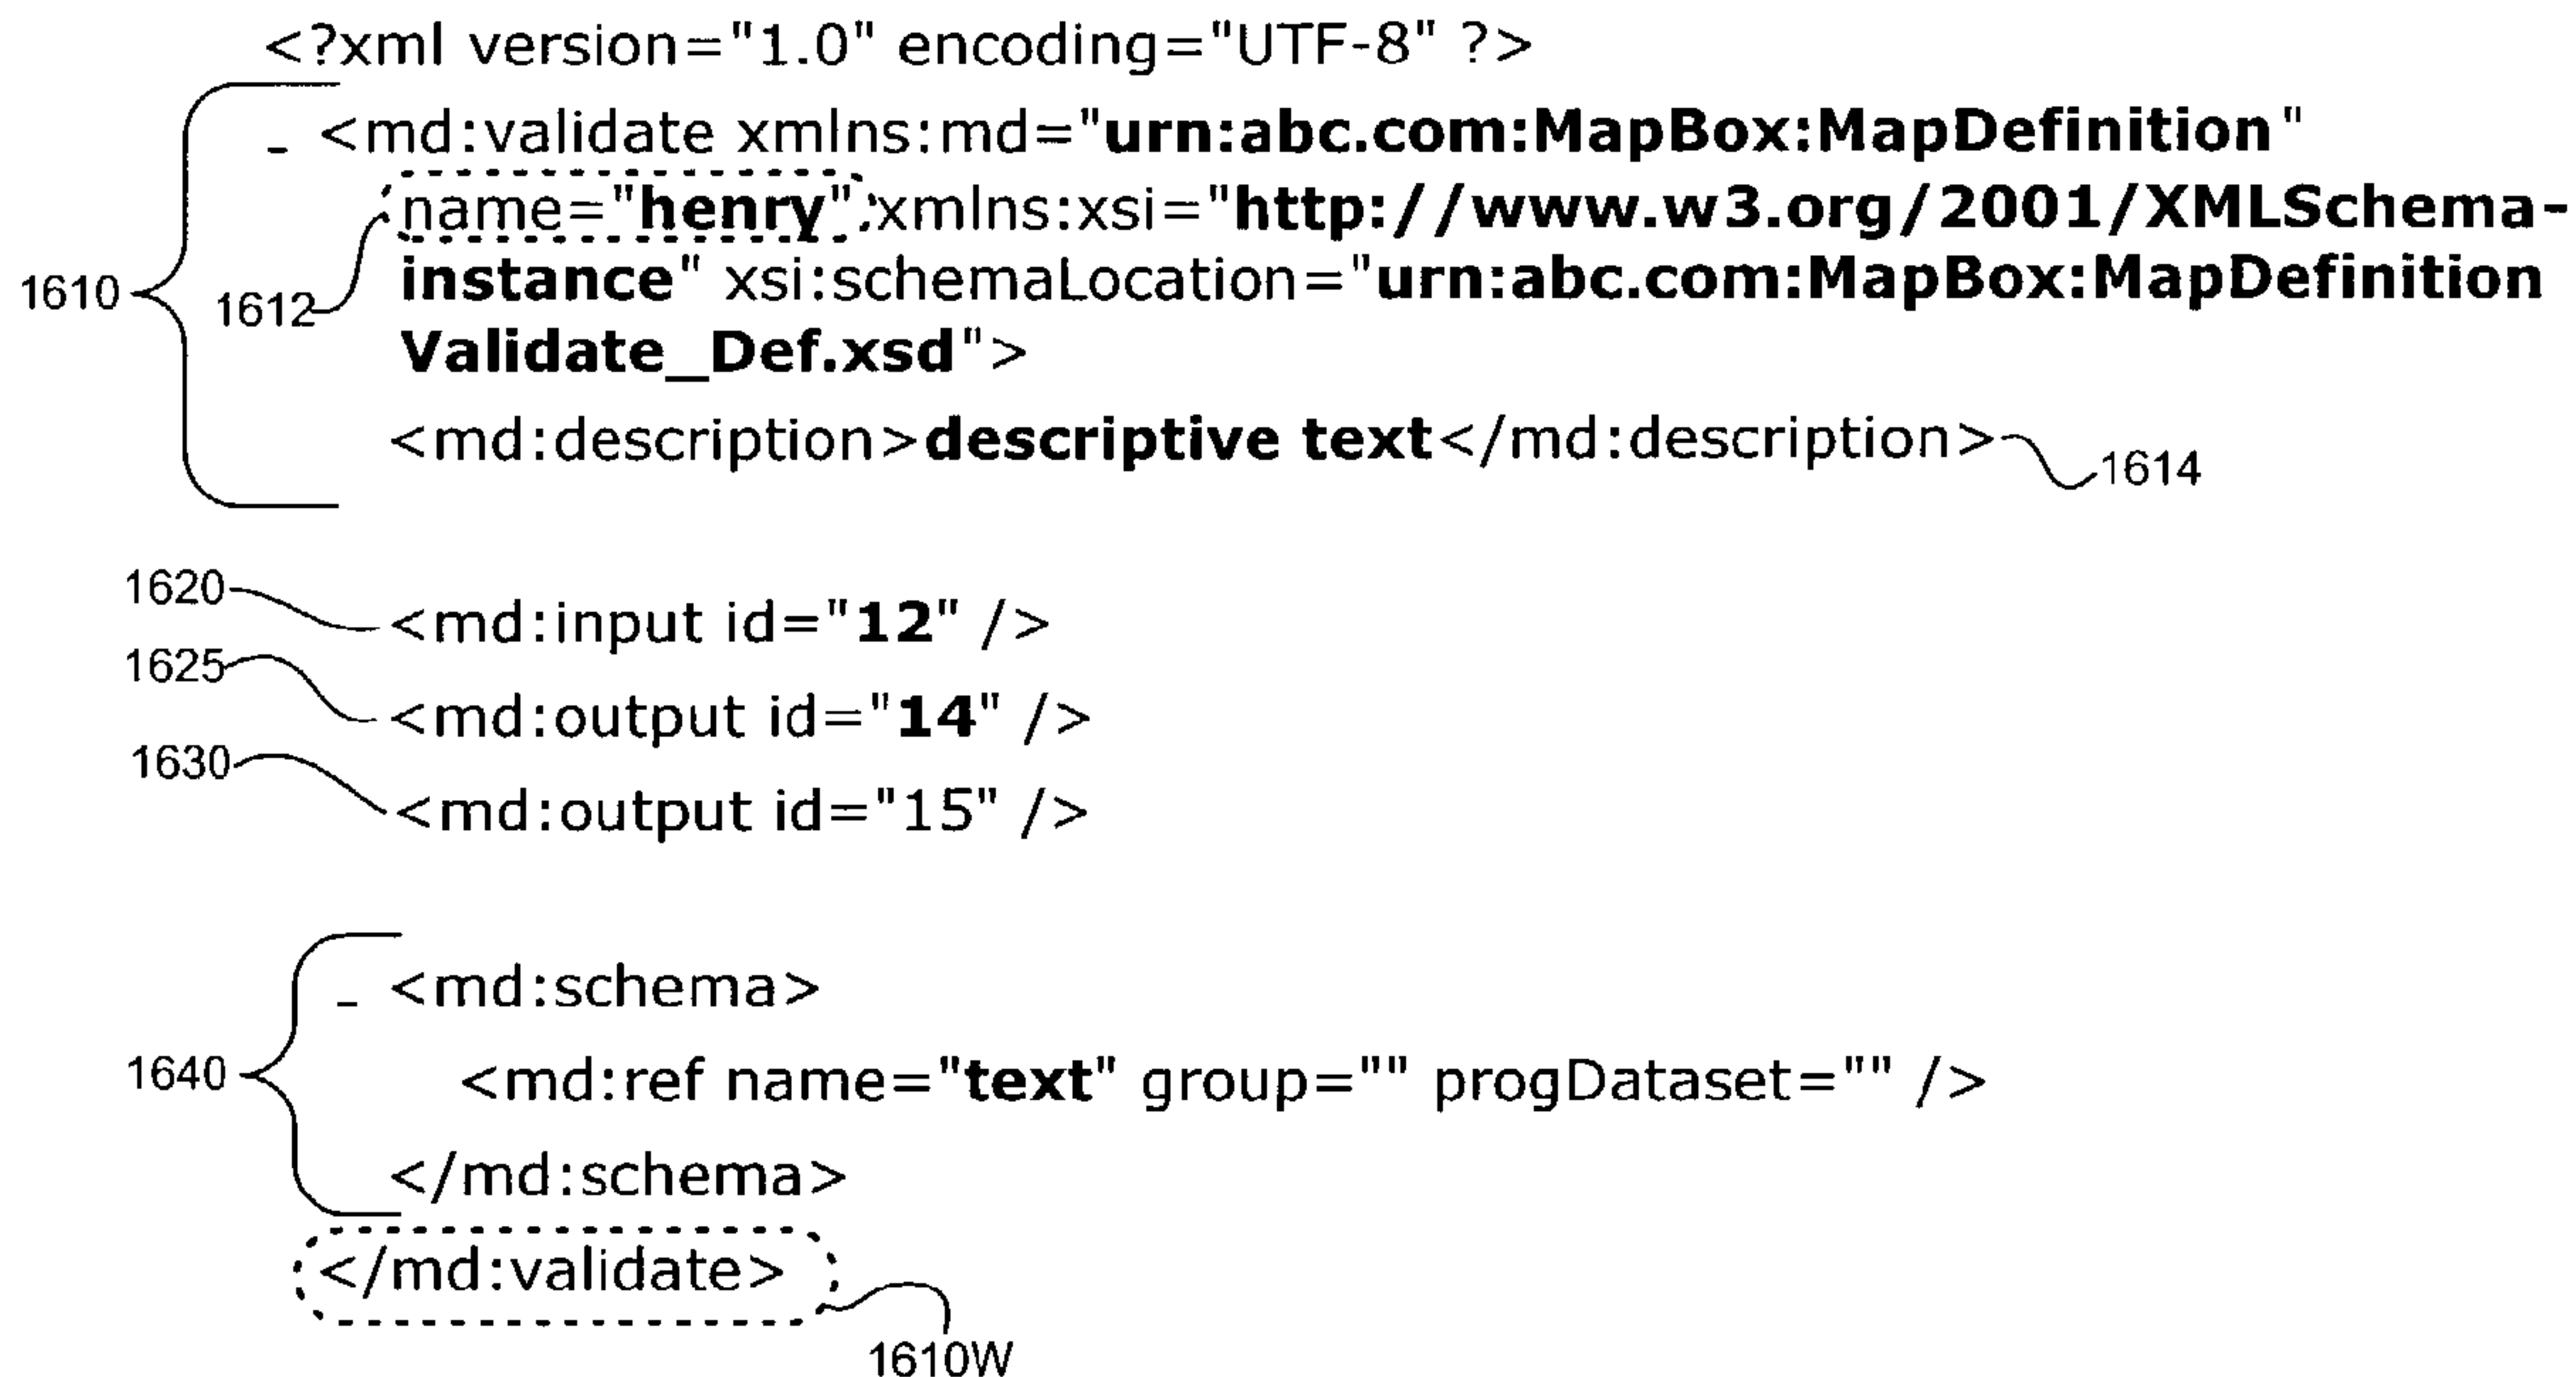 <?xml version="1.0" encoding="UTF-8" ?>
- <md:validate xmlns:md="urn:abc.com:MapBox:MapDefinition"
name="henry" xmlns:xsi="http://www.w3.org/2001/XMLSchema-
1610 1612 instance" xsi:schemaLocation="urn:abc.com:MapBox:MapDefinition
Validate_Def.xsd">
<md:description>descriptive text</md:description> 1614
1620 <md:input id="12" />
1625 <md:output id="14" />
1630 <md:output id="15" />
- <md:schema>
1640 <md:ref name="text" group="" progDataset="" />
</md:schema>
</md:validate>
1610W